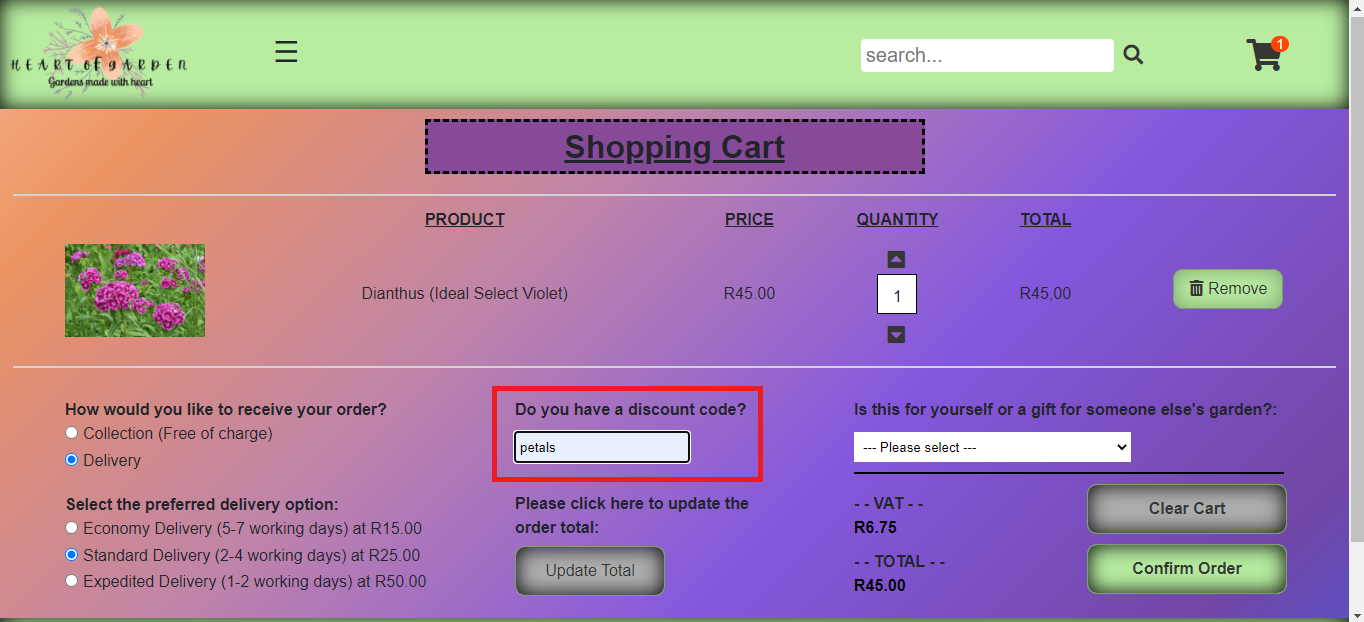 HEART OF GARDEN
Gardens made with heart
search...
1
Shopping Cart
PRODUCT PRICE QUANTITY TOTAL
Dianthus (Ideal Select Violet) R45.00 1 R45,00 Remove
How would you like to receive your order?
Collection (Free of charge)
Delivery
Select the preferred delivery option:
Economy Delivery (5-7 working days) at R15.00
Standard Delivery (2-4 working days) at R25.00
Expedited Delivery (1-2 working days) at R50.00
Do you have a discount code?
petals
Please click here to update the
order total:
Update Total
Is this for yourself or a gift for someone else's garden?:
--- Please select ---
- - VAT - -
R6.75
- - TOTAL - -
R45.00
Clear Cart
Confirm Order